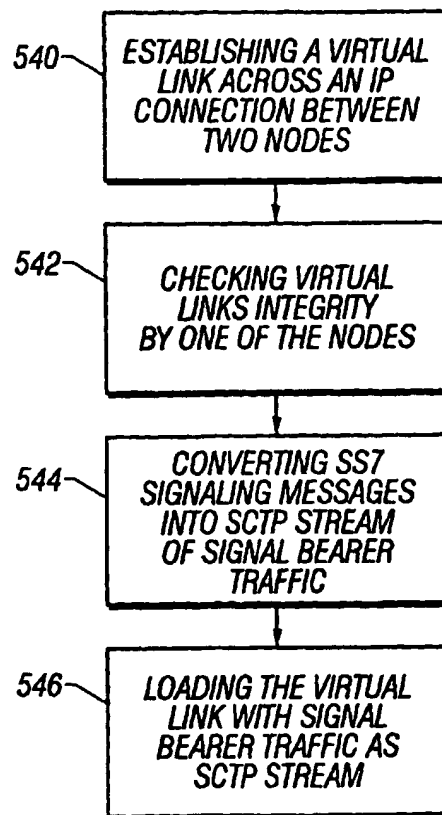 540
ESTABLISHING A VIRTUAL
LINK ACROSS AN IP
CONNECTION BETWEEN
TWO NODES
542
CHECKING VIRTUAL
LINKS INTEGRITY
BY ONE OF THE NODES
544
CONVERTING SS7
SIGNALING MESSAGES
INTO SCTP STREAM
OF SIGNAL BEARER
TRAFFIC
546
LOADING THE VIRTUAL
LINK WITH SIGNAL
BEARER TRAFFIC AS
SCTP STREAM